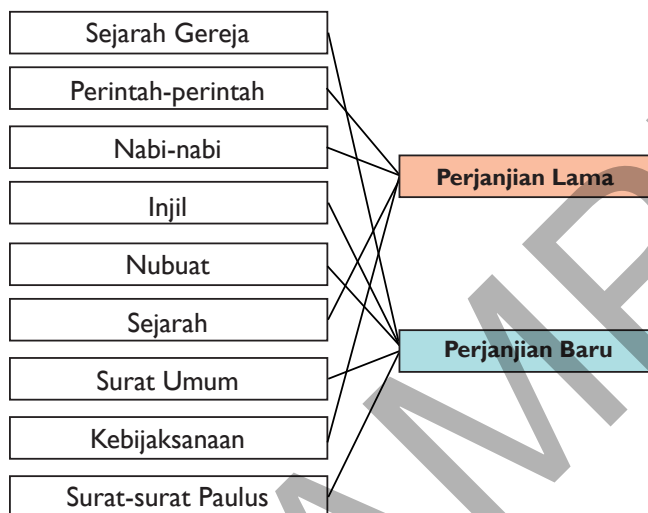 Sejarah Gereja
Perintah-perintah
Nabi-nabi
Injil
Nubuat
Sejarah
Surat Umum
Kebijaksanaan
Surat-surat Paulus
Perjanjian Lama
Perjanjian Baru